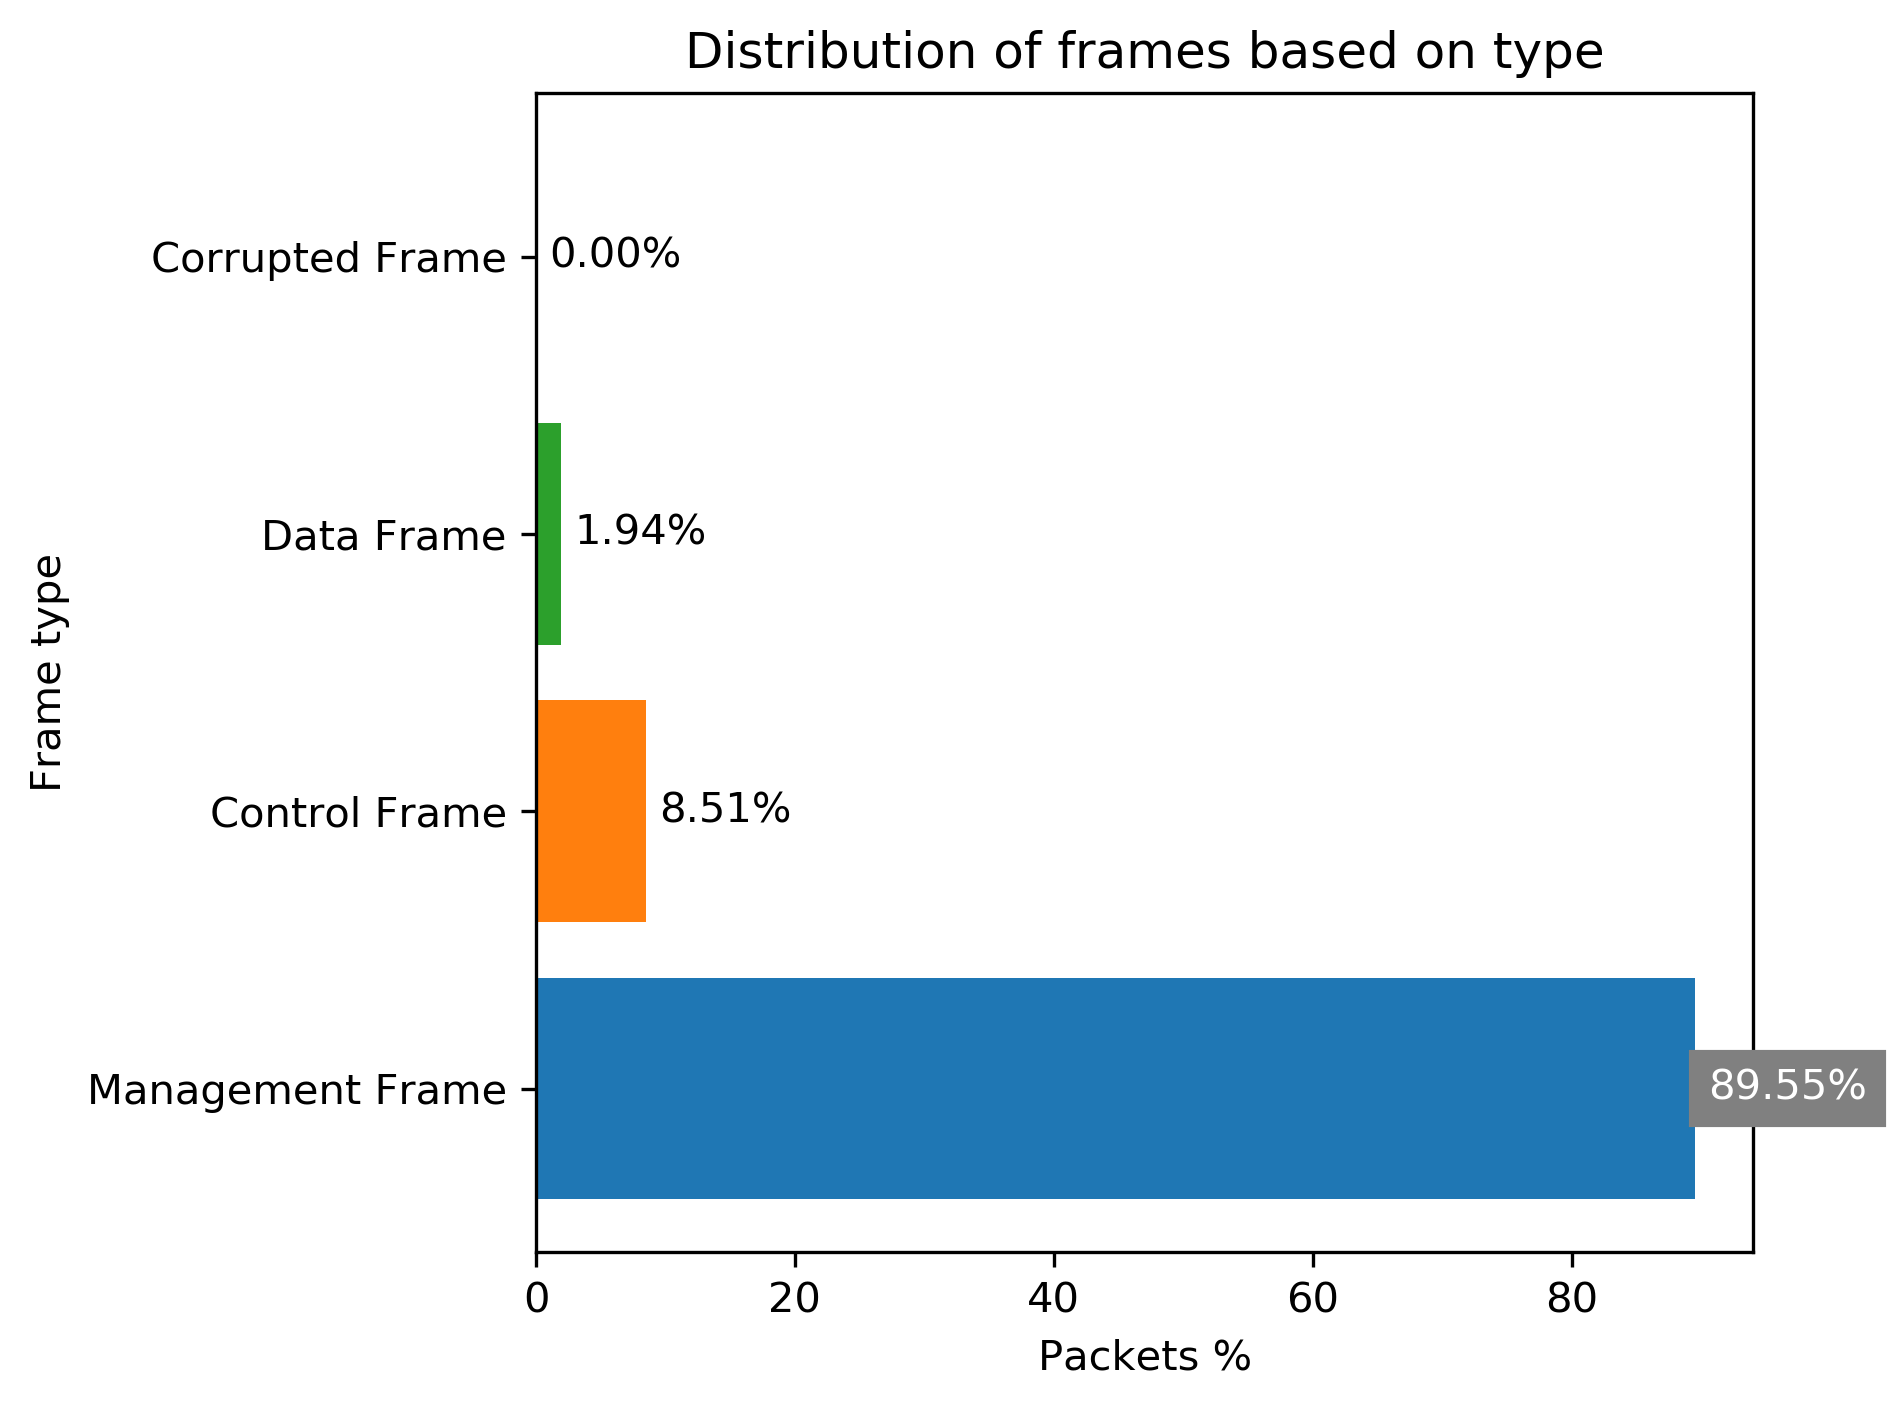 Distribution of frames based on type
Corrupted Frame
0.00%
Data Frame
1.94%
Frame type
Control Frame
8.51%
Management Frame
89.55%
0 20 40 60 80
Packets %